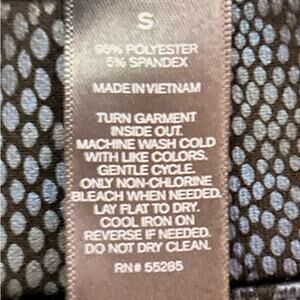 S
95% POLYESTER
5% SPANDEX
MADE IN VIETNAM
TURN GARMENT
INSIDE OUT.
MACHINE WASH COLD
WITH LIKE COLORS.
GENTLE CYCLE.
ONLY NON-CHLORINE
BLEACH WHEN NEEDED.
LAY FLAT TO DRY.
COOL IRON ON
REVERSE IF NEEDED.
DO NOT DRY CLEAN.
RN# 55285